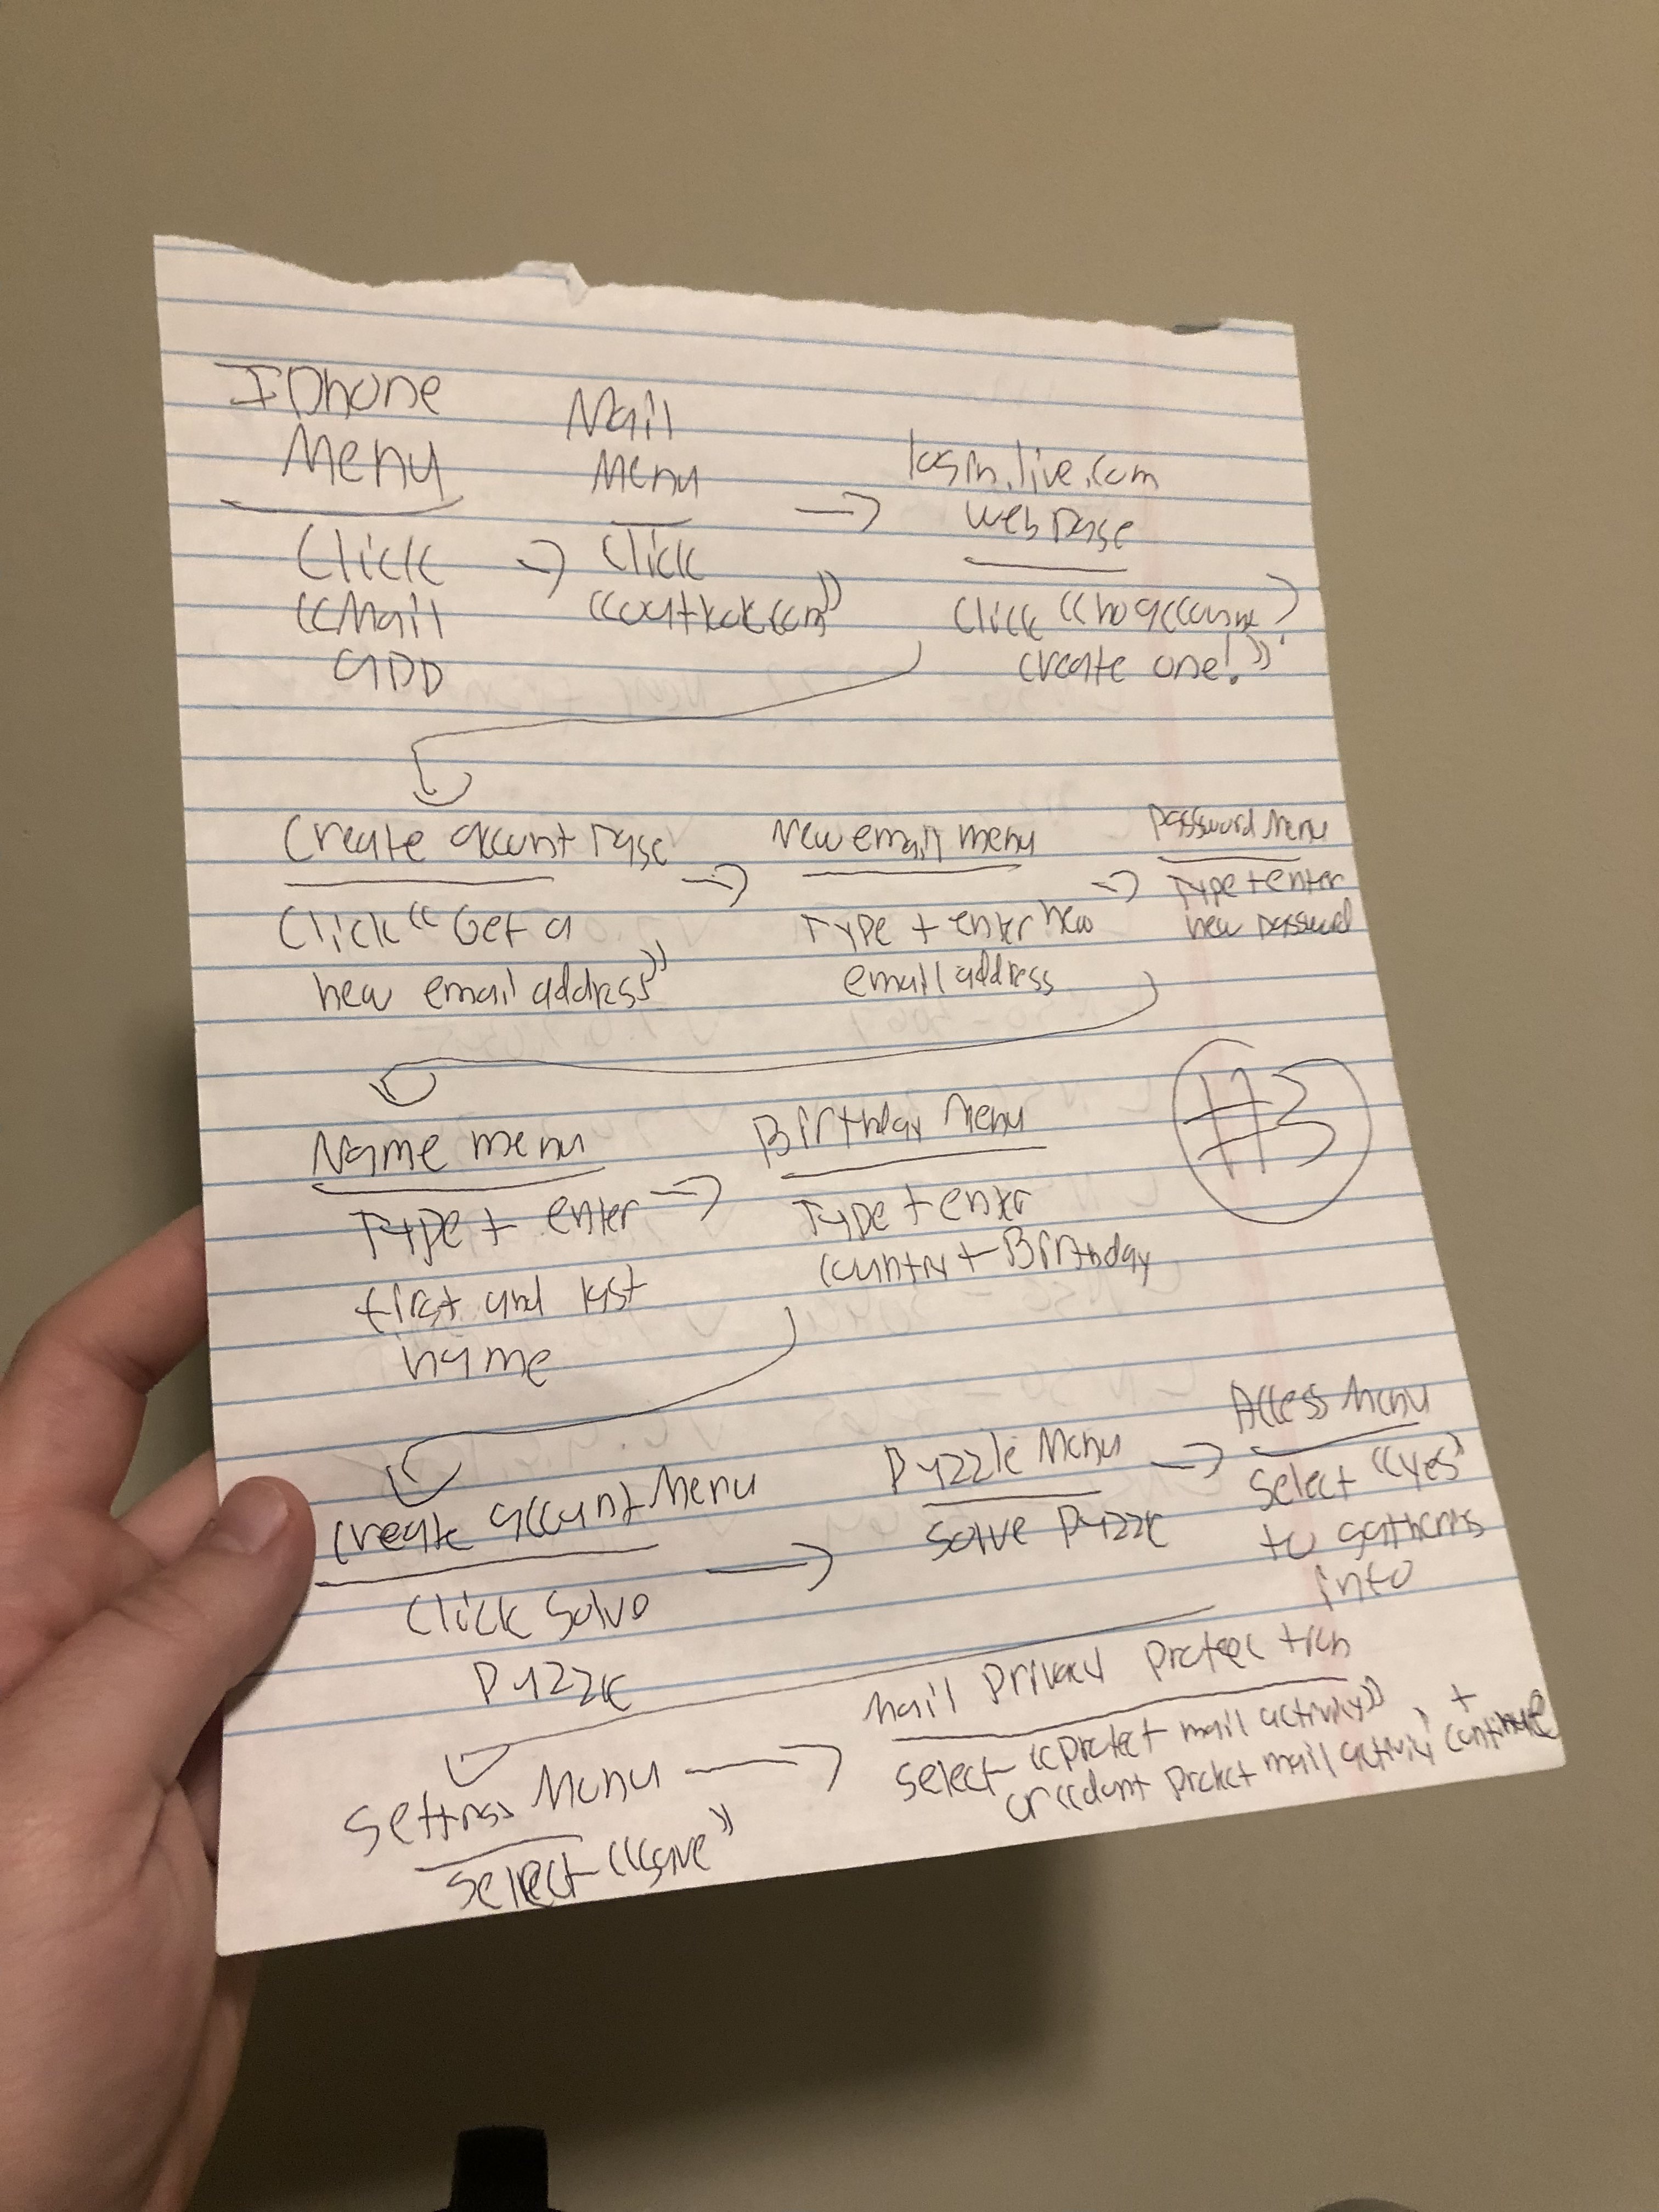 IPhone
Menu
Click
"Mail
app
Mail
Menu
Click
"outlook.com"
login.live.com
web page
Click "no account?
create one!"
Create account page
Click "Get a
new email address"
New email menu
Type + enter new
email address
Password Menu
Type + enter
new password
Name menu
Type + enter
first and last
name
Birthday Menu
Type + enter
country + Birthday
#3
Create account Menu
Click Solve
Puzzle
Puzzle Menu
Solve puzzle
Access Menu
Select "yes"
to gathering
info
Settings Menu
Select "save"
Mail Privacy Protection
Select "protect mail activity"
or "dont protect mail activity" + continue